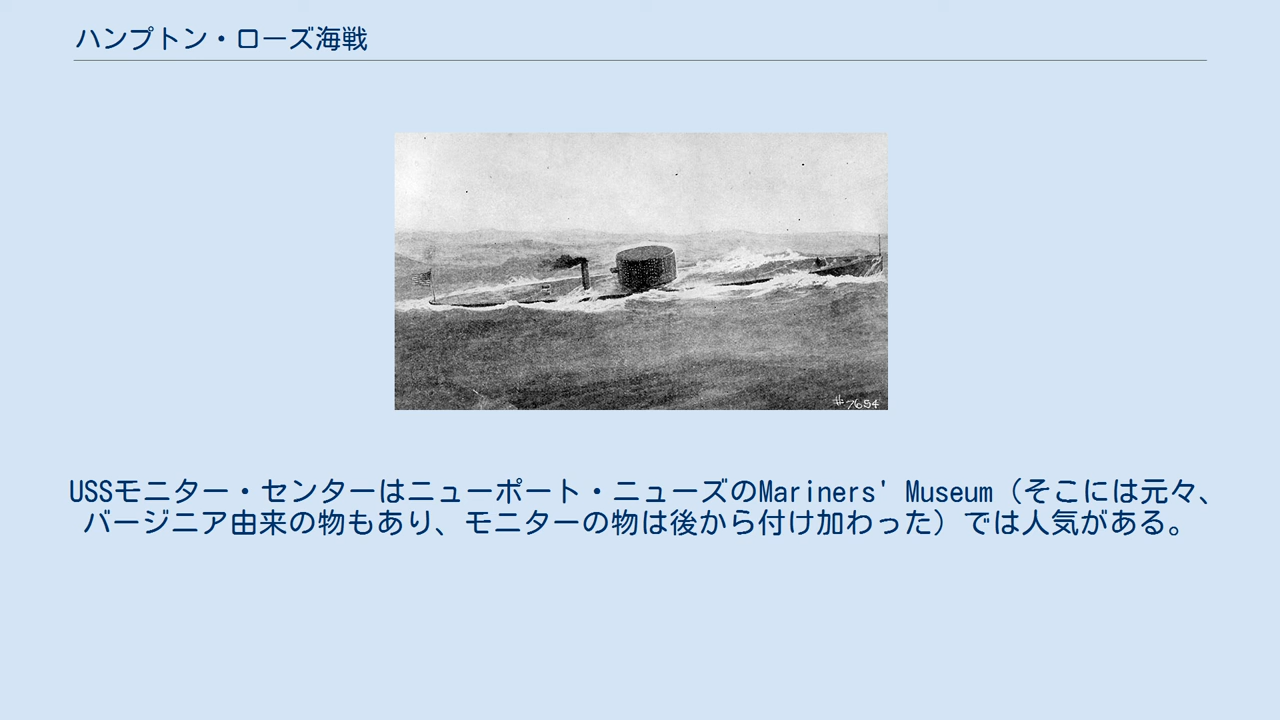 ハンプトン・ローズ海戦
#7654
USSモニター・センターはニューポート・ニューズのMariners' Museum（そこには元々、
バージニア由来の物もあり、モニターの物は後から付け加わった）では人気がある。